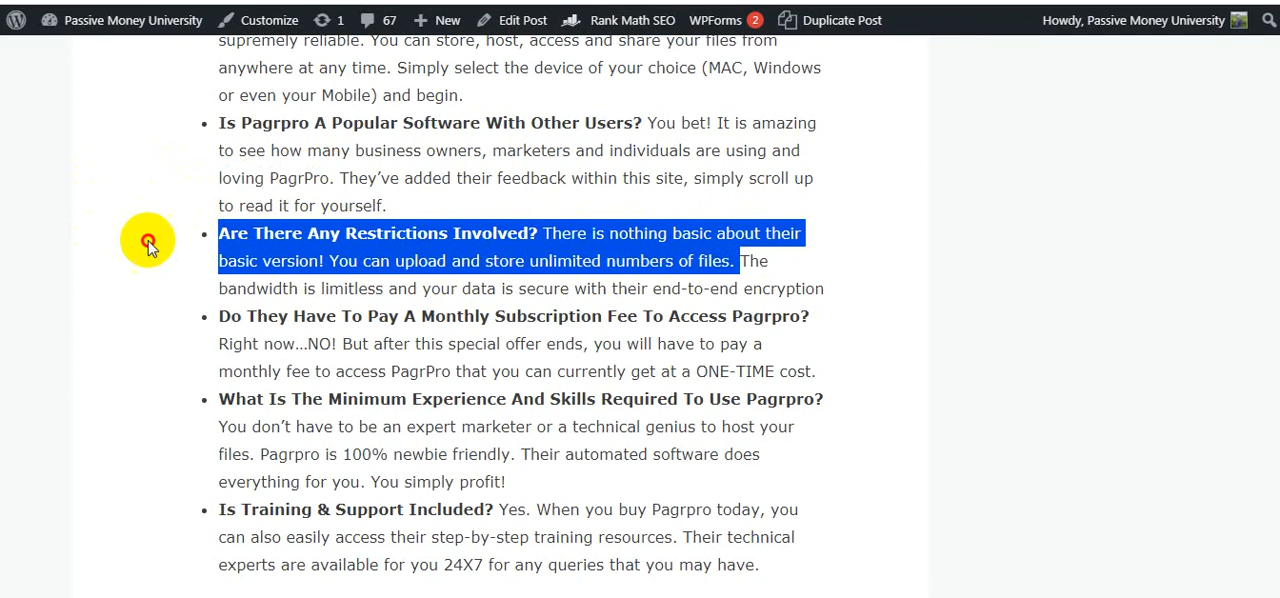 Passive Money University Customize 1 67 New Edit Post Rank Math SEO WPForms 2 Duplicate Post Howdy, Passive Money University
supremely reliable. You can store, host, access and share your files from
anywhere at any time. Simply select the device of your choice (MAC, Windows
or even your Mobile) and begin.
• Is Pagrpro A Popular Software With Other Users? You bet! It is amazing
to see how many business owners, marketers and individuals are using and
loving PagrPro. They’ve added their feedback within this site, simply scroll up
to read it for yourself.
• Are There Any Restrictions Involved? There is nothing basic about their
basic version! You can upload and store unlimited numbers of files. The
bandwidth is limitless and your data is secure with their end-to-end encryption
• Do They Have To Pay A Monthly Subscription Fee To Access Pagrpro?
Right now…NO! But after this special offer ends, you will have to pay a
monthly fee to access PagrPro that you can currently get at a ONE-TIME cost.
• What Is The Minimum Experience And Skills Required To Use Pagrpro?
You don’t have to be an expert marketer or a technical genius to host your
files. Pagrpro is 100% newbie friendly. Their automated software does
everything for you. You simply profit!
• Is Training & Support Included? Yes. When you buy Pagrpro today, you
can also easily access their step-by-step training resources. Their technical
experts are available for you 24X7 for any queries that you may have.